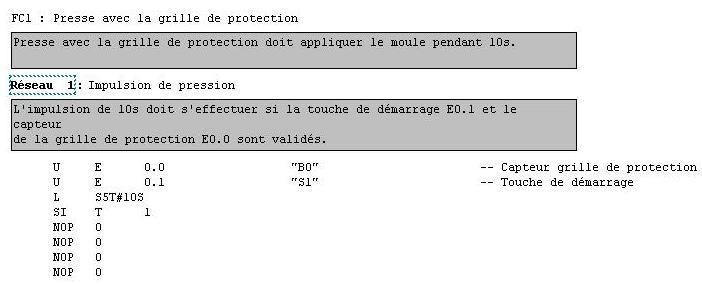 FC1 : Presse avec la grille de protection
Presse avec la grille de protection doit appliquer le moule pendant 10s.
Réseau 1: Impulsion de pression
L'impulsion de 10s doit s'effectuer si la touche de démarrage E0.1 et le
capteur
de la grille de protection E0.0 sont validés.
U E 0.0 "B0" -- Capteur grille de protection
U E 0.1 "S1" -- Touche de démarrage
L S5T#10S
SI T 1
NOP 0
NOP 0
NOP 0
NOP 0